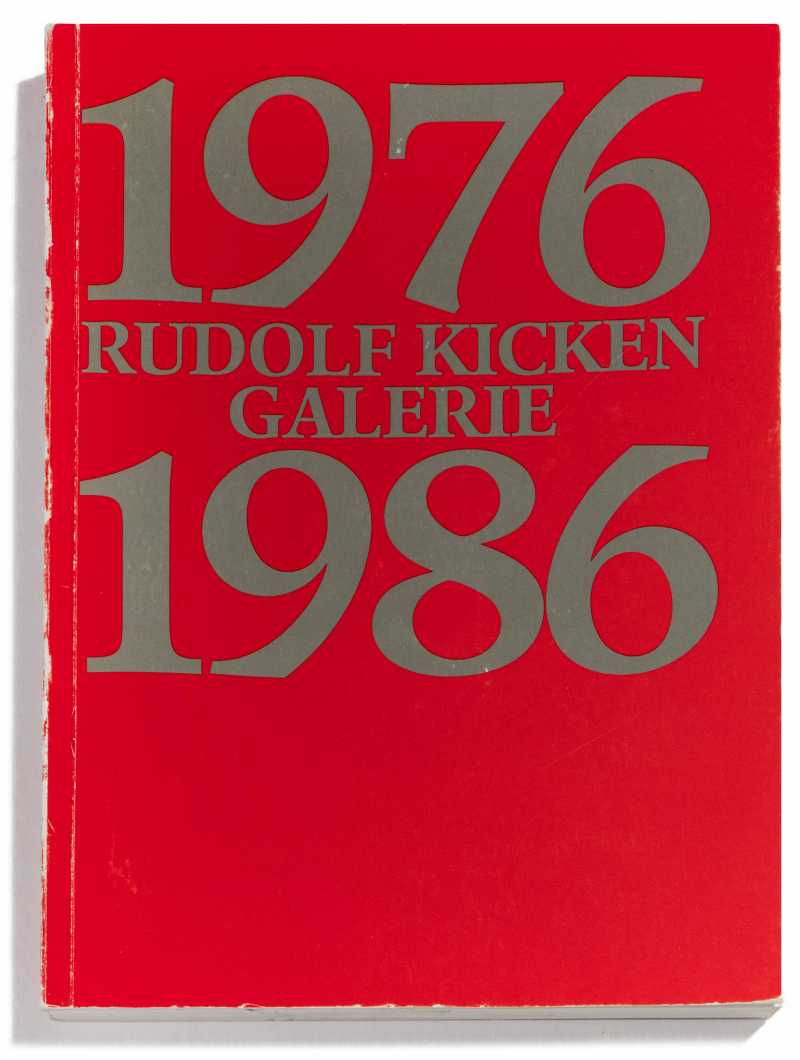 1976
RUDOLF KICKEN
GALERIE
1986